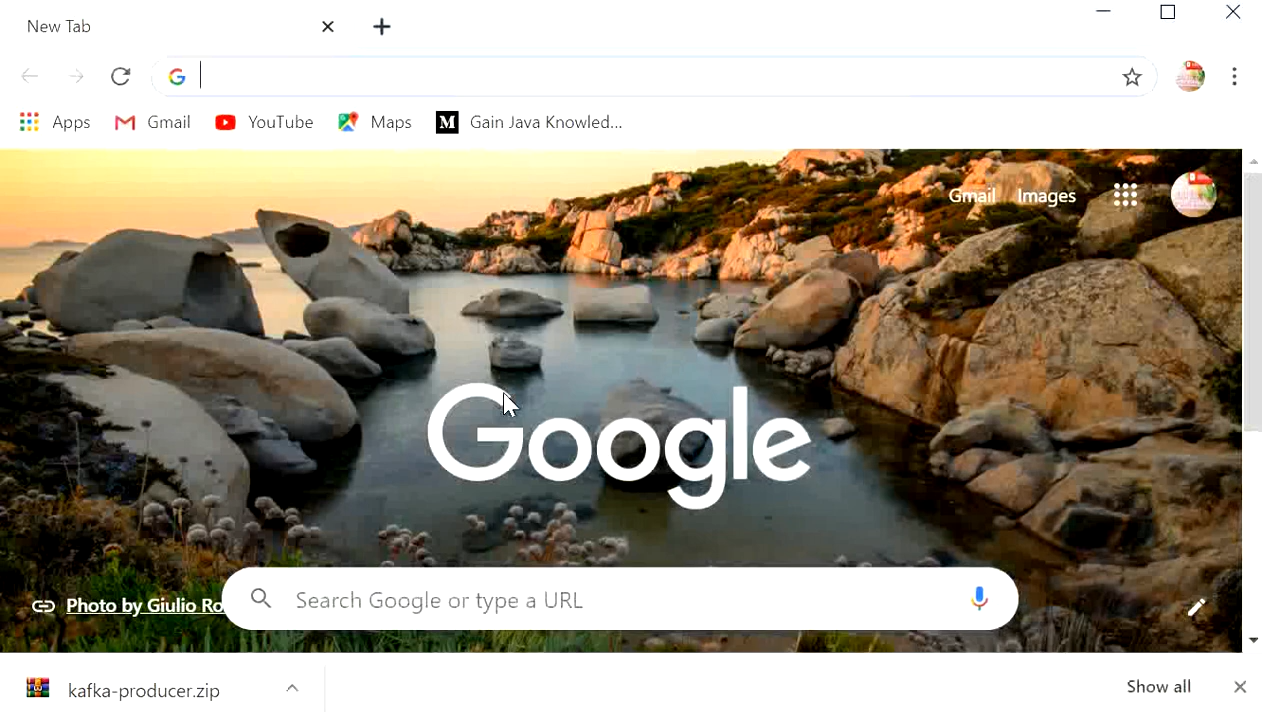 New Tab
Apps Gmail YouTube Maps M Gain Java Knowled...
Gmail Images
Google
Photo by Giulio Ro
Search Google or type a URL
kafka-producer.zip
Show all